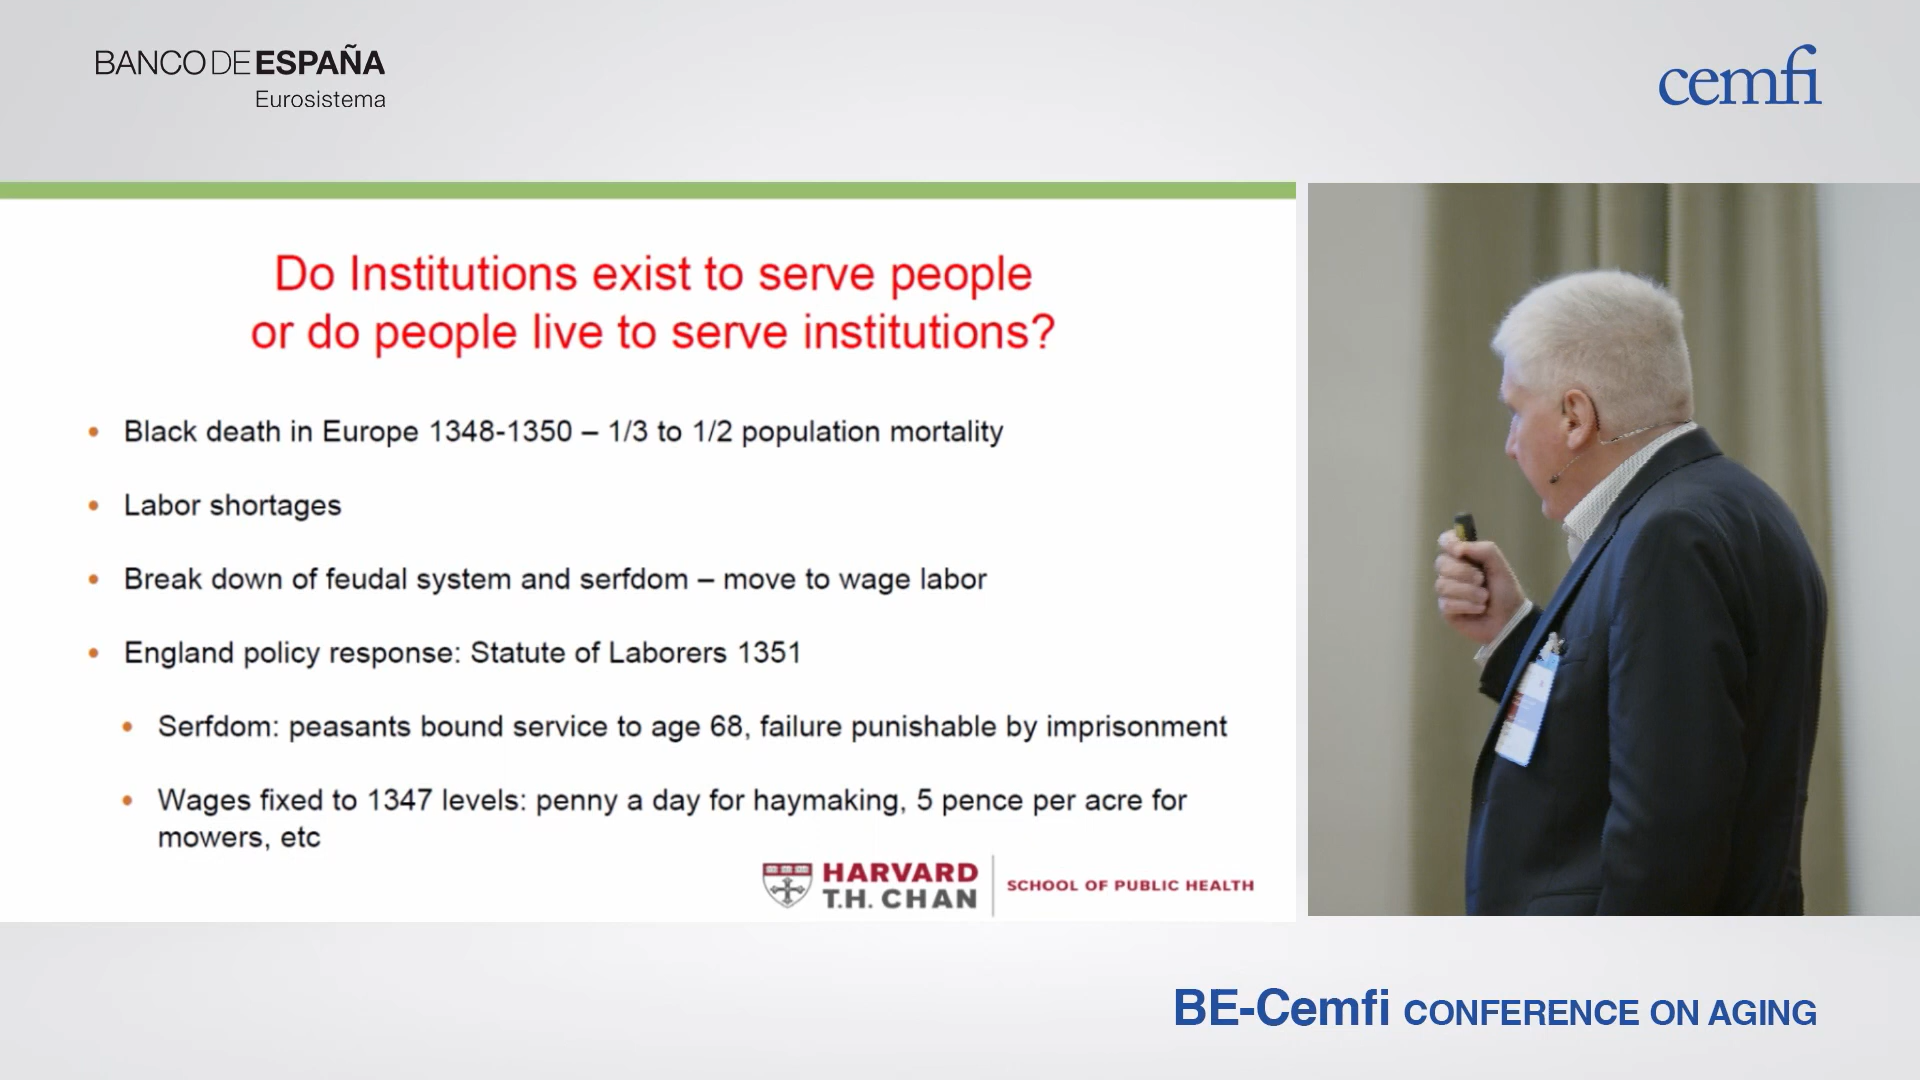 BANCO DE ESPAÑA
Eurosistema
cemfi
Do Institutions exist to serve people
or do people live to serve institutions?
• Black death in Europe 1348-1350 – 1/3 to 1/2 population mortality
• Labor shortages
• Break down of feudal system and serfdom – move to wage labor
• England policy response: Statute of Laborers 1351
• Serfdom: peasants bound service to age 68, failure punishable by imprisonment
• Wages fixed to 1347 levels: penny a day for haymaking, 5 pence per acre for
mowers, etc
HARVARD
T.H. CHAN
SCHOOL OF PUBLIC HEALTH
BE-Cemfi CONFERENCE ON AGING